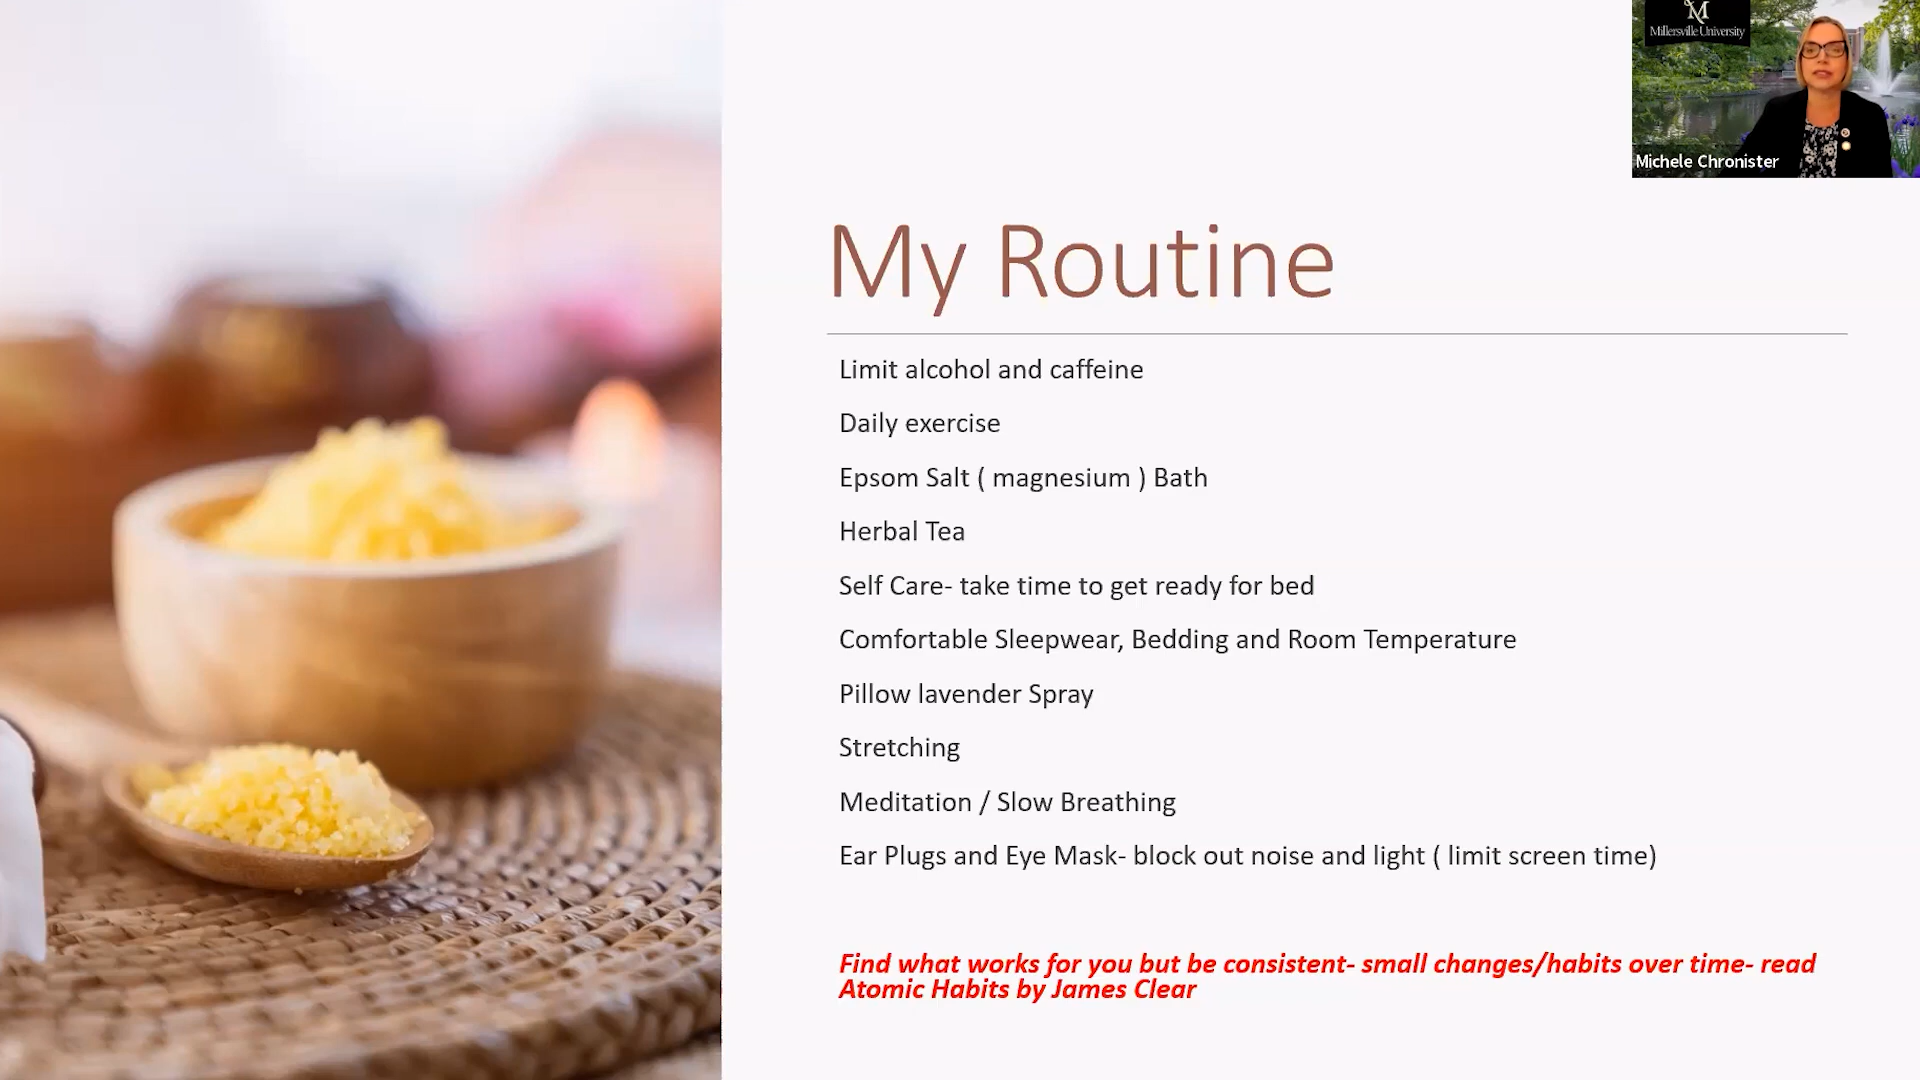 M
Millersville University
Michele Chronister
My Routine
Limit alcohol and caffeine
Daily exercise
Epsom Salt ( magnesium ) Bath
Herbal Tea
Self Care- take time to get ready for bed
Comfortable Sleepwear, Bedding and Room Temperature
Pillow lavender Spray
Stretching
Meditation / Slow Breathing
Ear Plugs and Eye Mask- block out noise and light ( limit screen time)
Find what works for you but be consistent- small changes/habits over time- read
Atomic Habits by James Clear